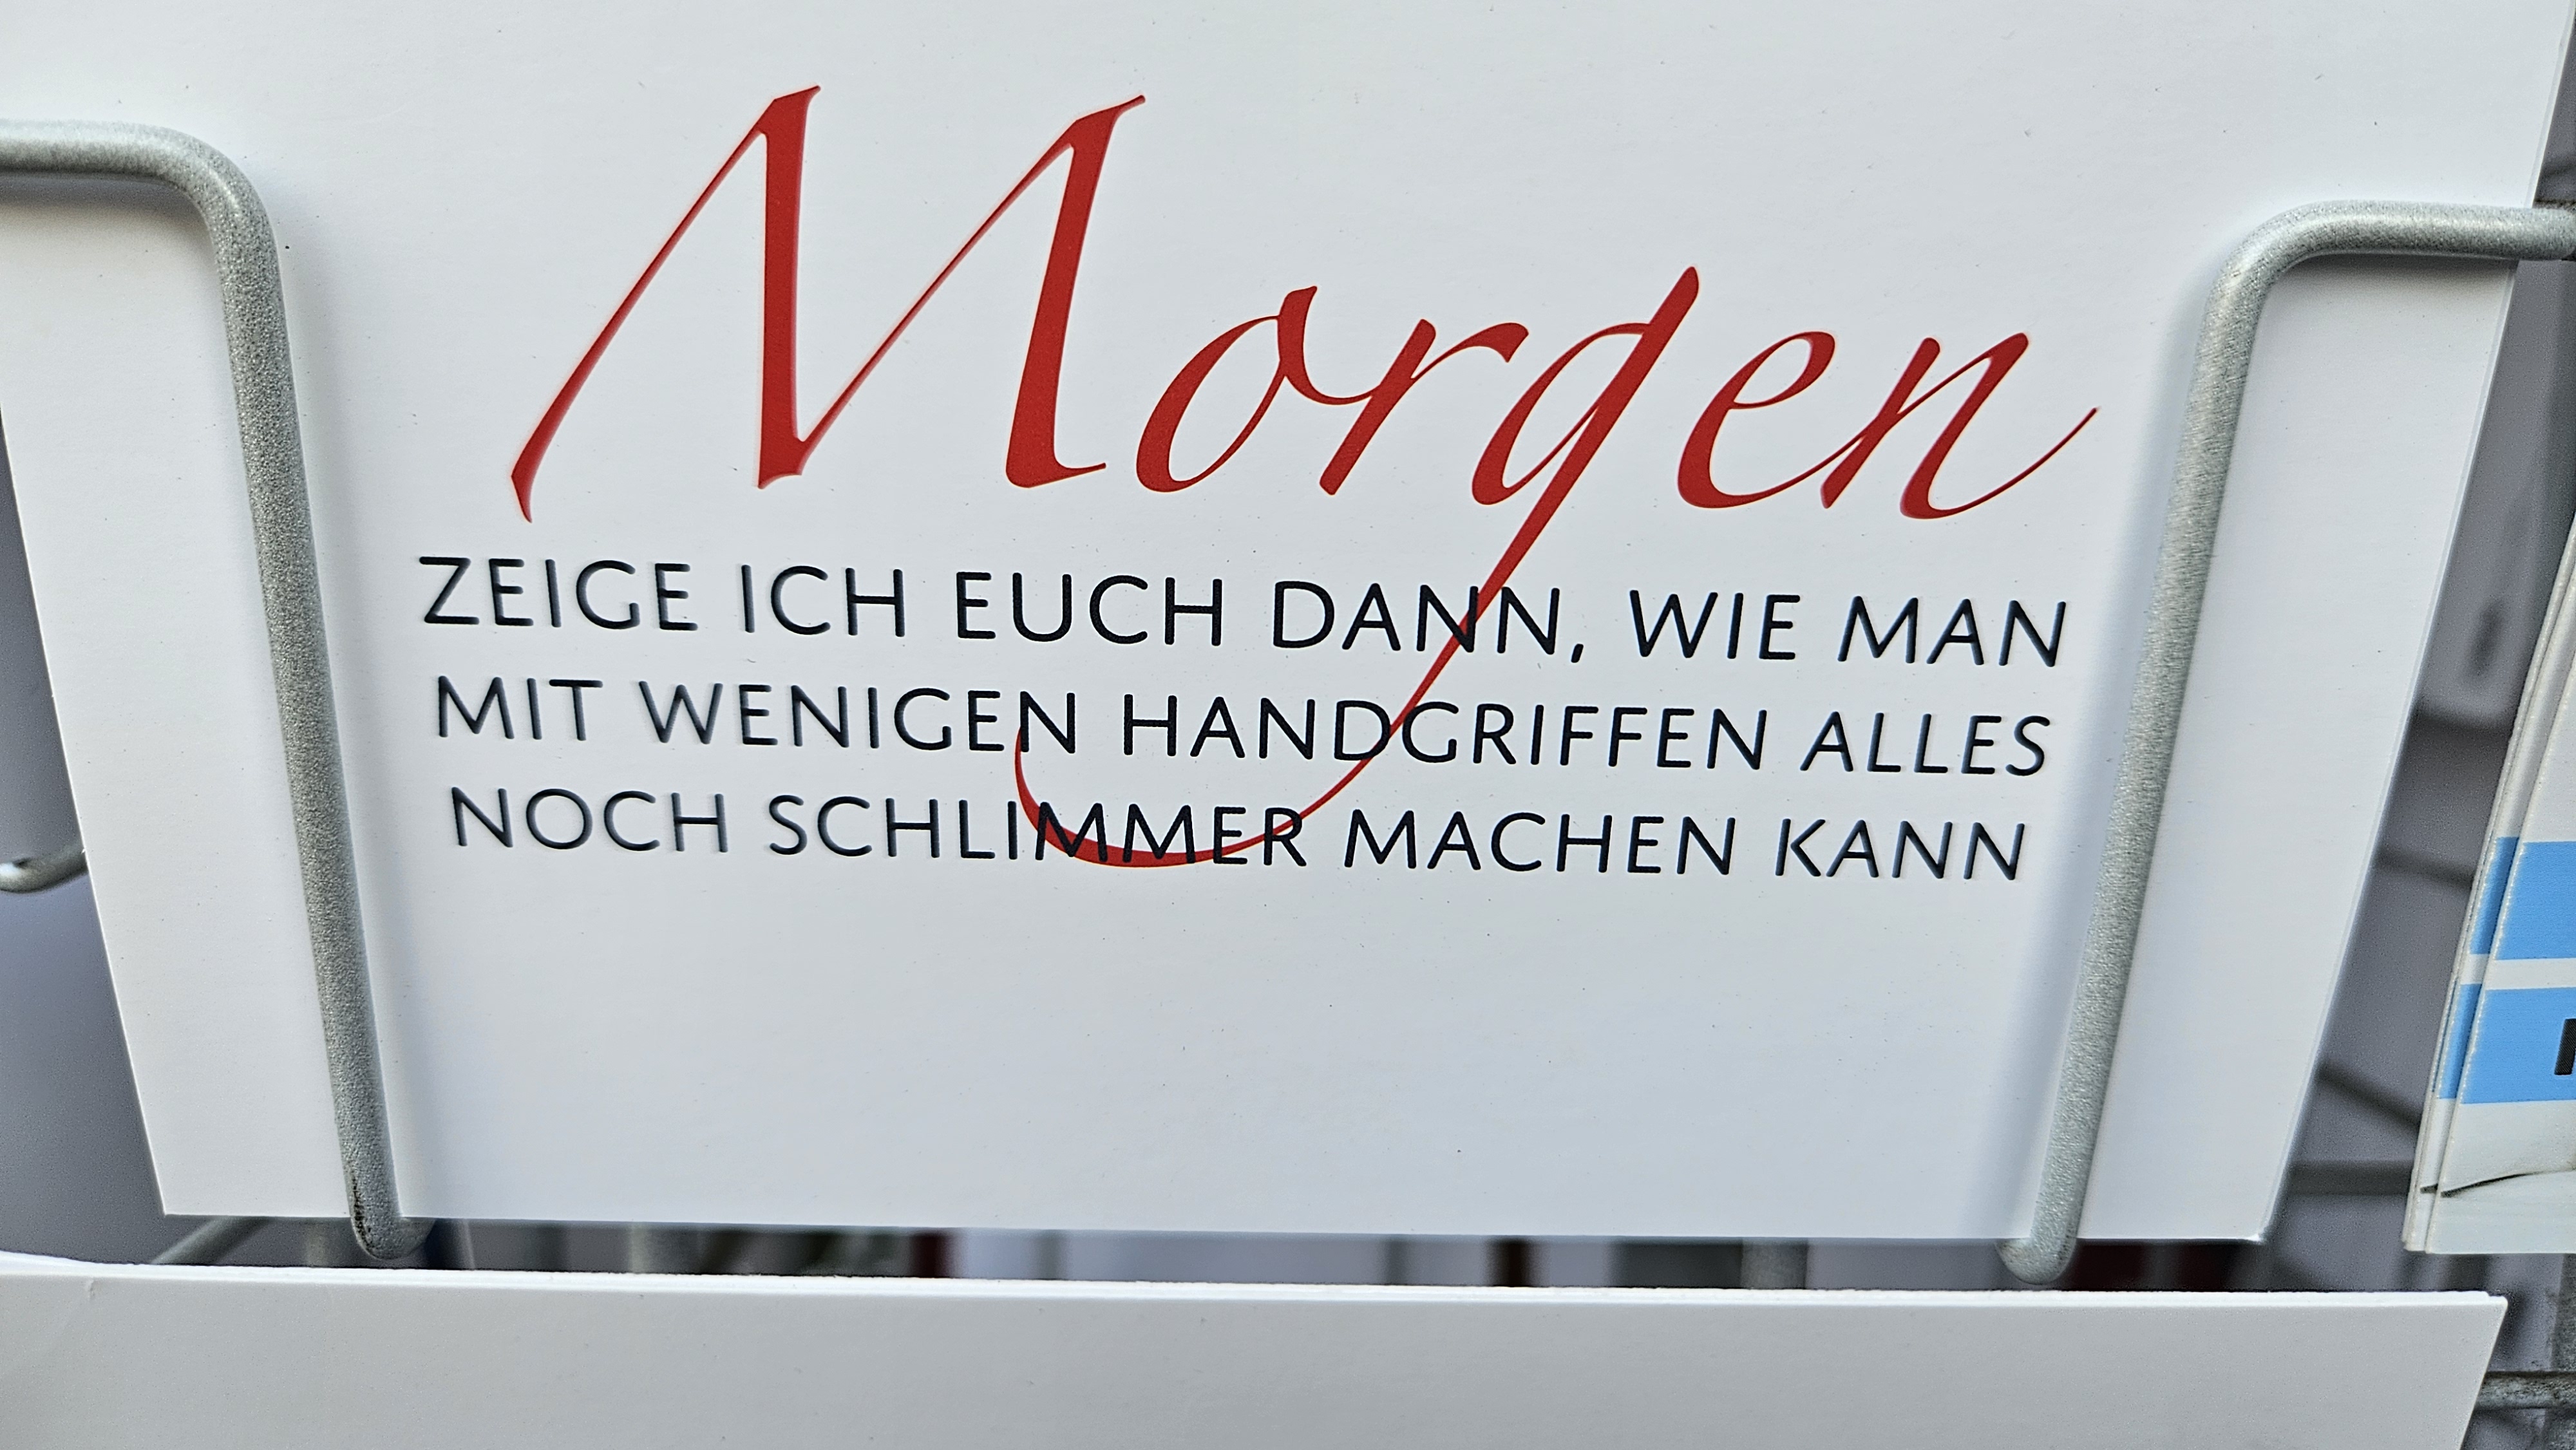 Morgen
ZEIGE ICH EUCH DANN, WIE MAN
MIT WENIGEN HANDGRIFFEN ALLES
NOCH SCHLIMMER MACHEN KANN